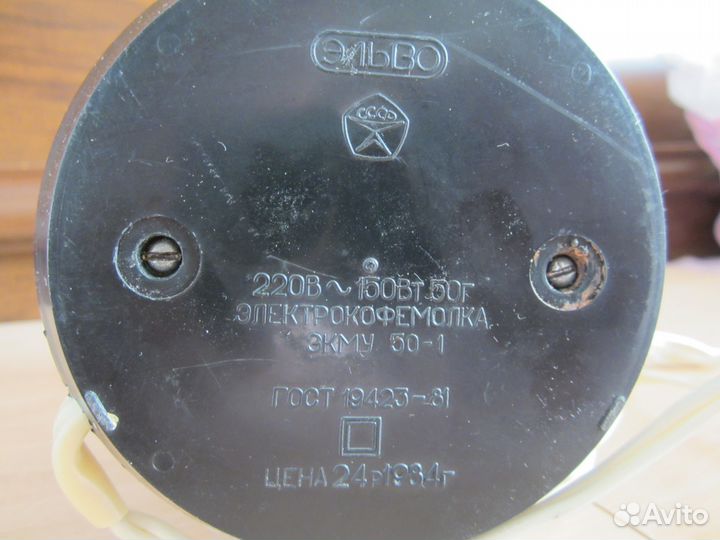 ЭЛЬВО
СССР
220В ~ 150Вт 50г
ЭЛЕКТРОКОФЕМОЛКА
ЭКМУ 50-1
ГОСТ 19423-81
ЦЕНА 24р 1984г
Avito